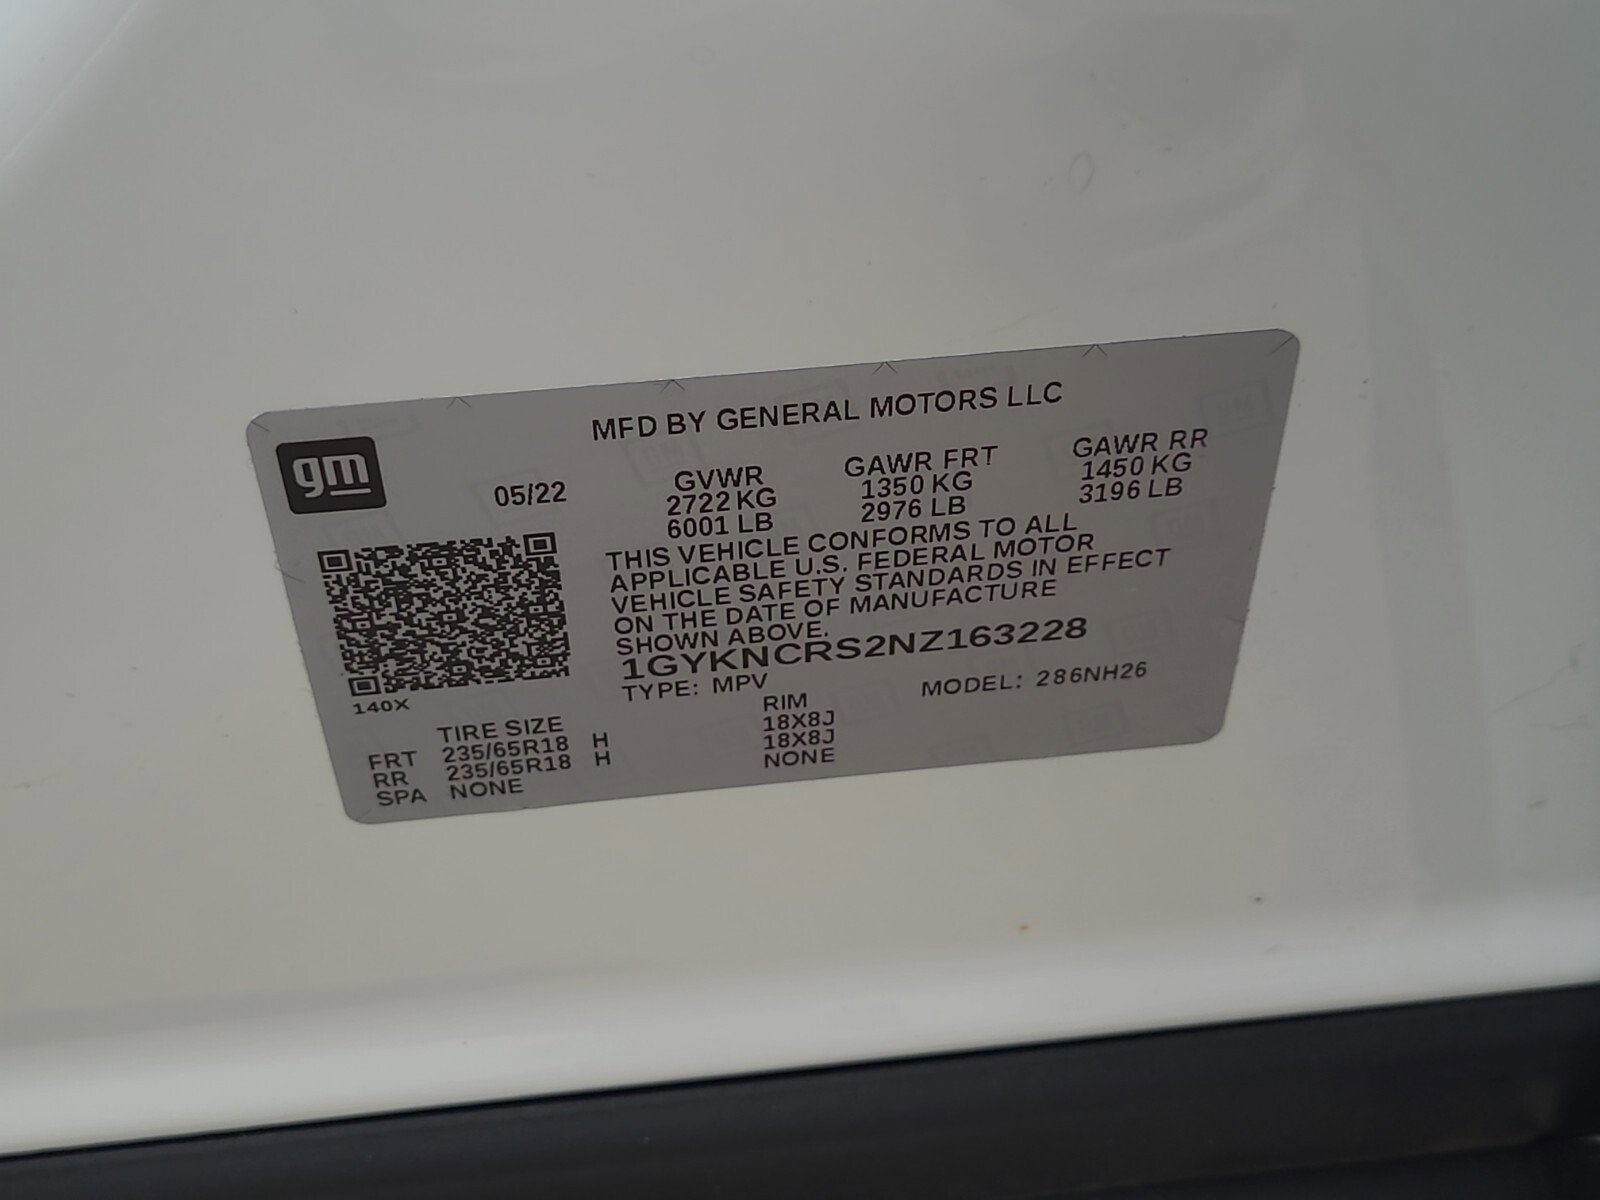 MFD BY GENERAL MOTORS LLC
gm
05/22
GVWR
2722 KG
6001 LB
GAWR FRT
1350 KG
2976 LB
GAWR RR
1450 KG
3196 LB
THIS VEHICLE CONFORMS TO ALL
APPLICABLE U.S. FEDERAL MOTOR
VEHICLE SAFETY STANDARDS IN EFFECT
ON THE DATE OF MANUFACTURE
SHOWN ABOVE.
1GYKNCRS2NZ163228
TYPE: MPV
MODEL: 286NH26
140X
TIRE SIZE
RIM
FRT 235/65R18 H 18X8J
RR 235/65R18 H 18X8J
SPA NONE NONE